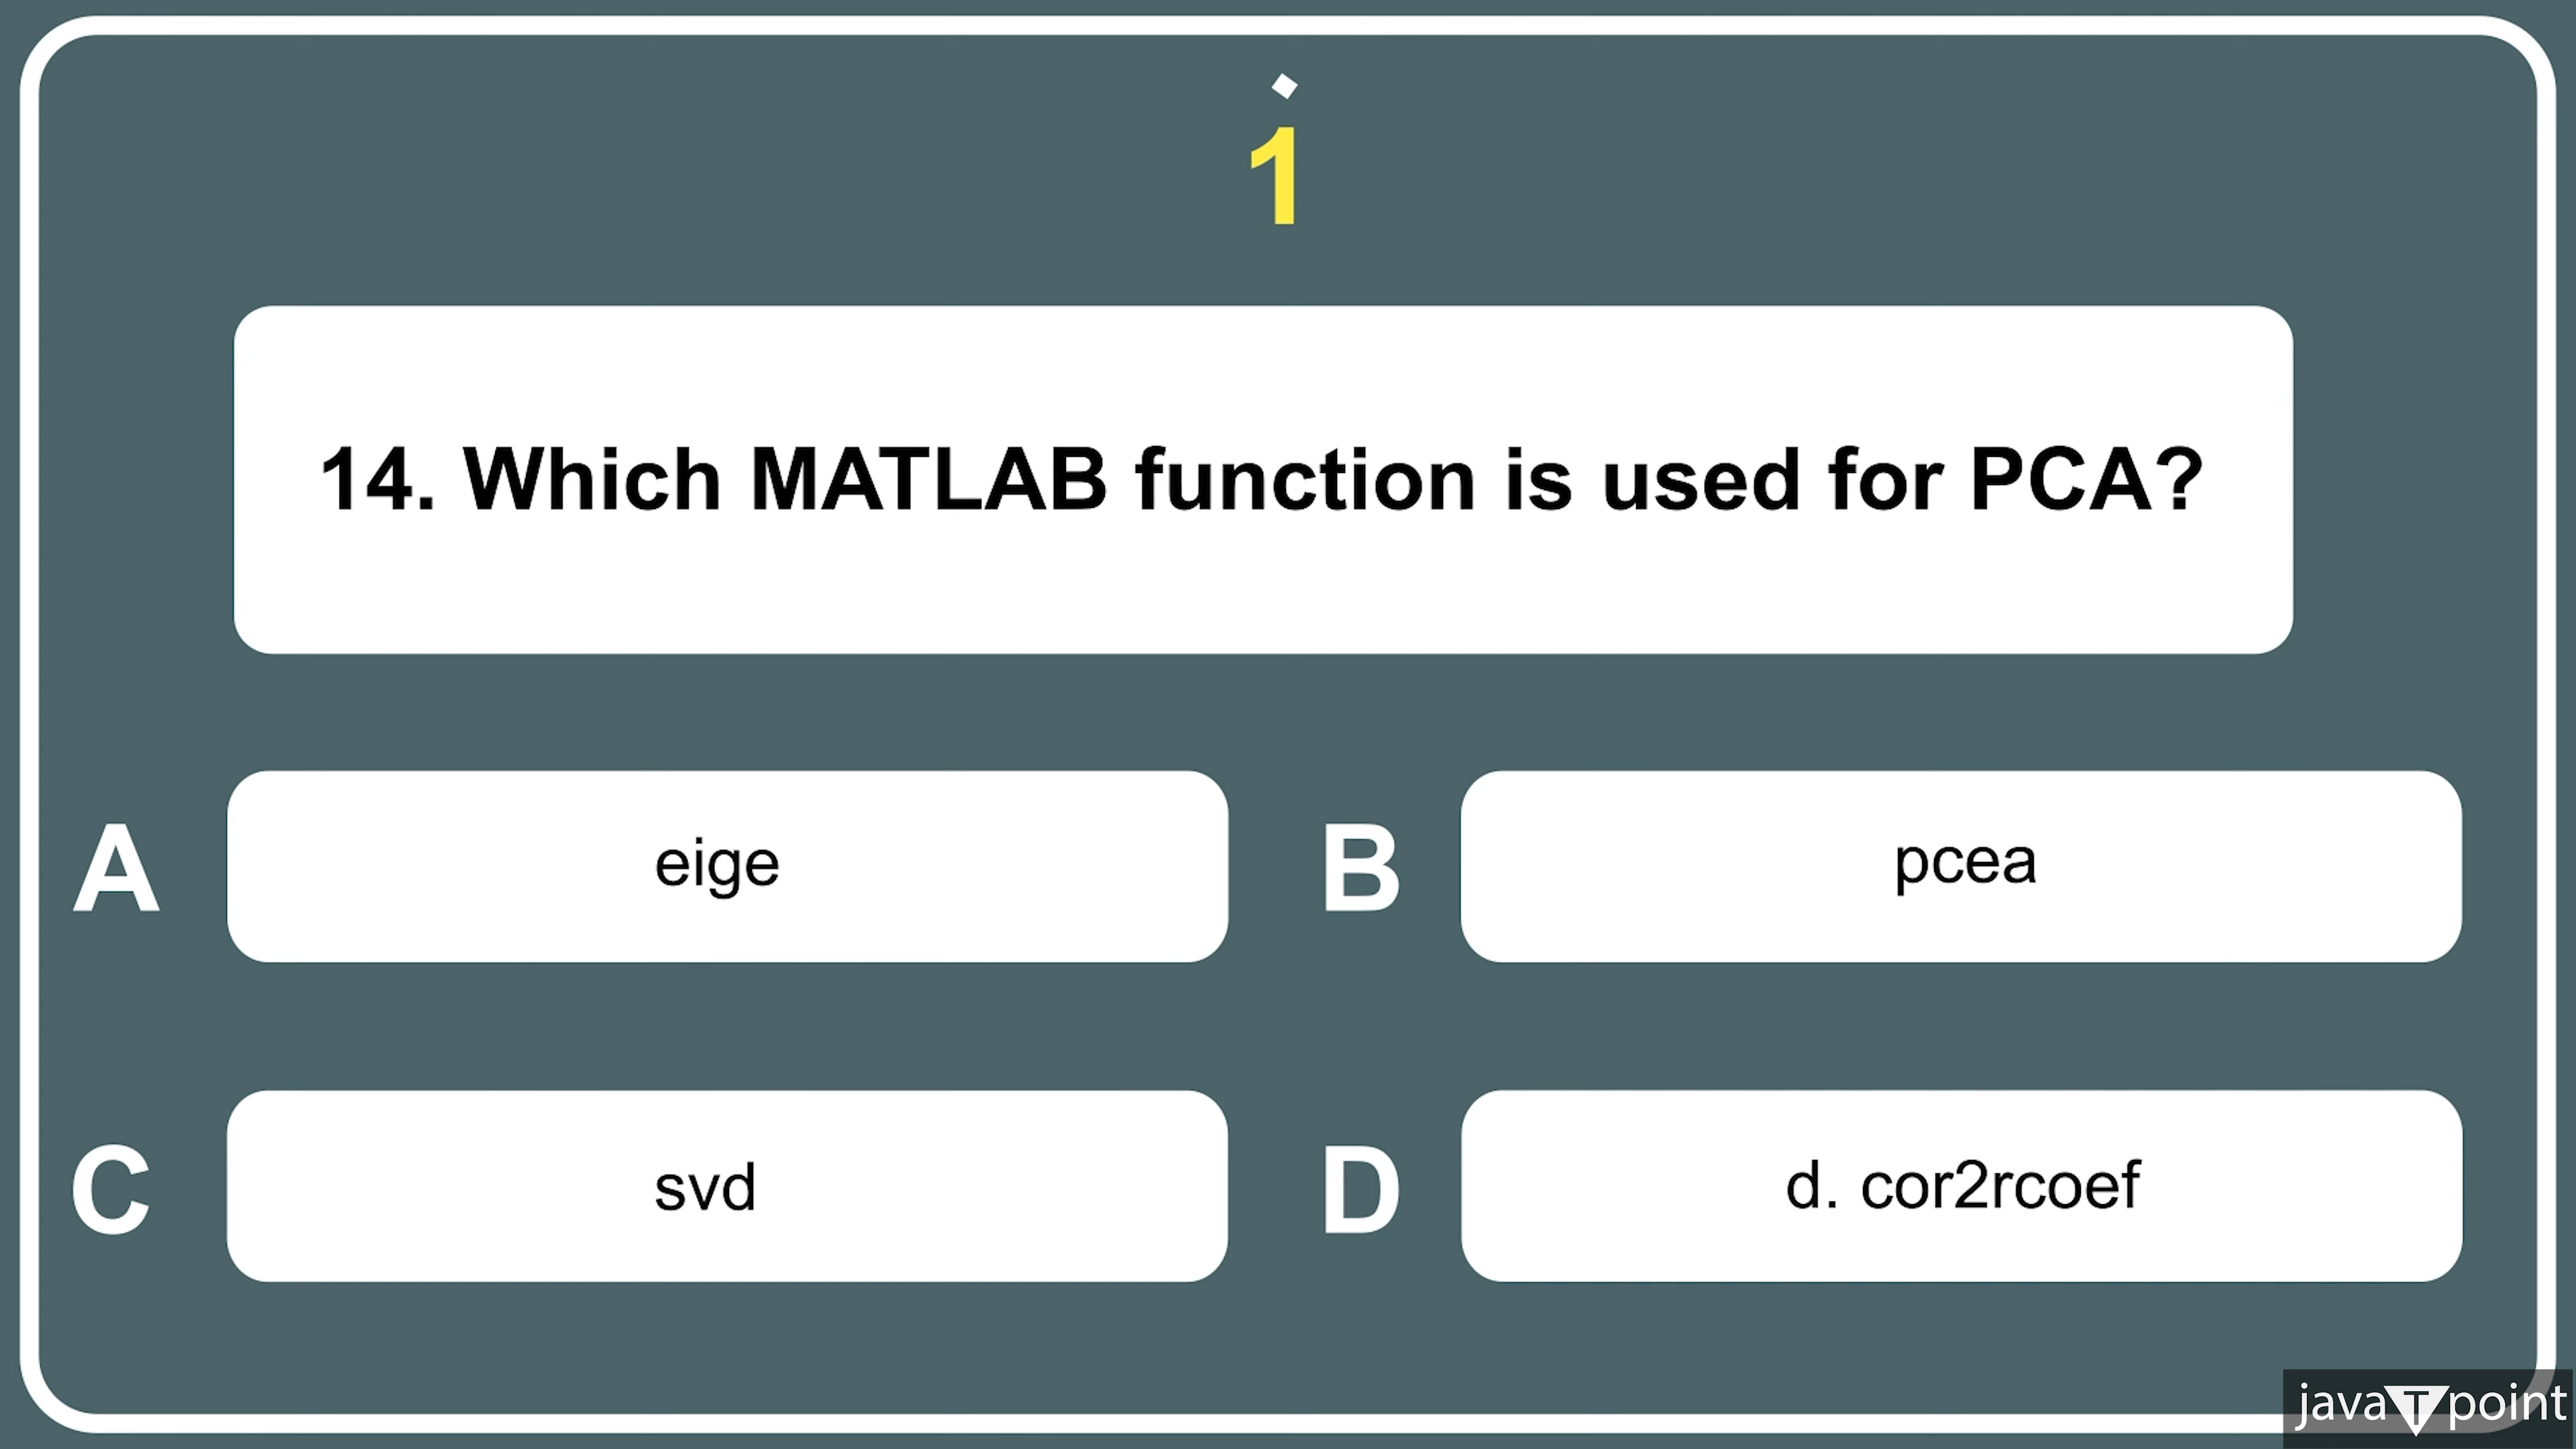 1
14. Which MATLAB function is used for PCA?
A
eige
B
pcea
C
svd
D
d. cor2rcoef
javaTpoint